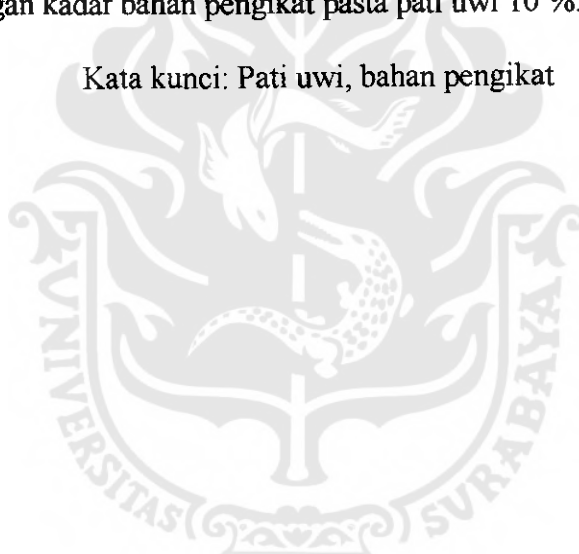 gan kadar bahan pengikat pasta pati uwi 10 %.
Kata kunci: Pati uwi, bahan pengikat
UNIVERSITAS SURABAYA